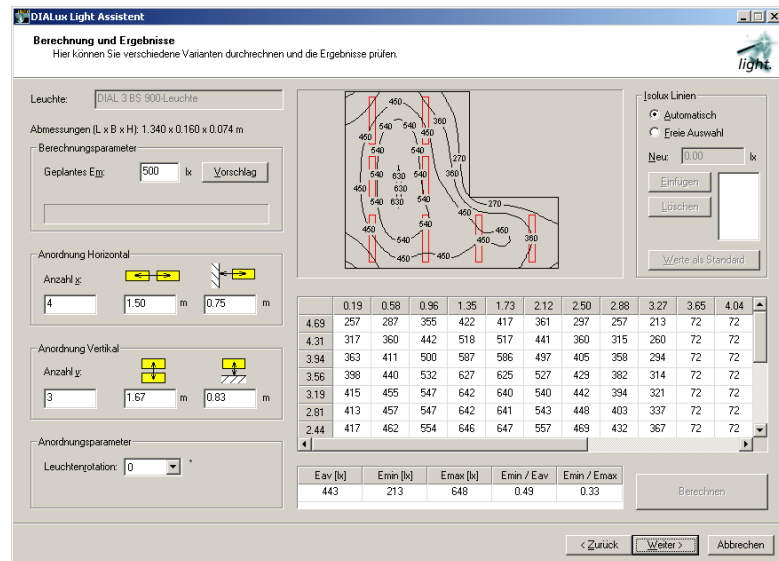 DIALux Light Assistent
Berechnung und Ergebnisse
Hier können Sie verschiedene Varianten durchrechnen und die Ergebnisse prüfen.
light.
Leuchte: DIAL 3 BS 900-Leuchte
Abmessungen (L x B x H): 1.340 x 0.160 x 0.074 m
Berechnungsparameter
Geplantes Em: 500 lx Vorschlag
Anordnung Horizontal
Anzahl x:
4 1.50 m 0.75 m
Anordnung Vertikal
Anzahl y:
3 1.67 m 0.83 m
Anordnungsparameter
Leuchtenrotation: 0 °
450 450
540 540 450 360
540 540 270
540 630 540 360
630
450 540 630 540 270
450
450 540 450 450 360
540
450 450
Isolux Linien
Automatisch
Freie Auswahl
Neu: 0.00 lx
Einfügen
Löschen
Werte als Standard
0.19 0.58 0.96 1.35 1.73 2.12 2.50 2.88 3.27 3.65 4.04
4.69 257 287 355 422 417 361 297 257 213 72 72
4.31 317 360 442 518 517 441 360 315 260 72 72
3.94 363 411 500 587 586 497 405 358 294 72 72
3.56 398 440 532 627 625 527 429 382 314 72 72
3.19 415 455 547 642 640 540 442 394 321 72 72
2.81 413 457 547 642 641 543 448 403 337 72 72
2.44 417 462 554 646 647 557 469 432 367 72 72
Eav [lx] Emin [lx] Emax [lx] Emin / Eav Emin / Emax
443 213 648 0.49 0.33
Berechnen
< Zurück Weiter > Abbrechen